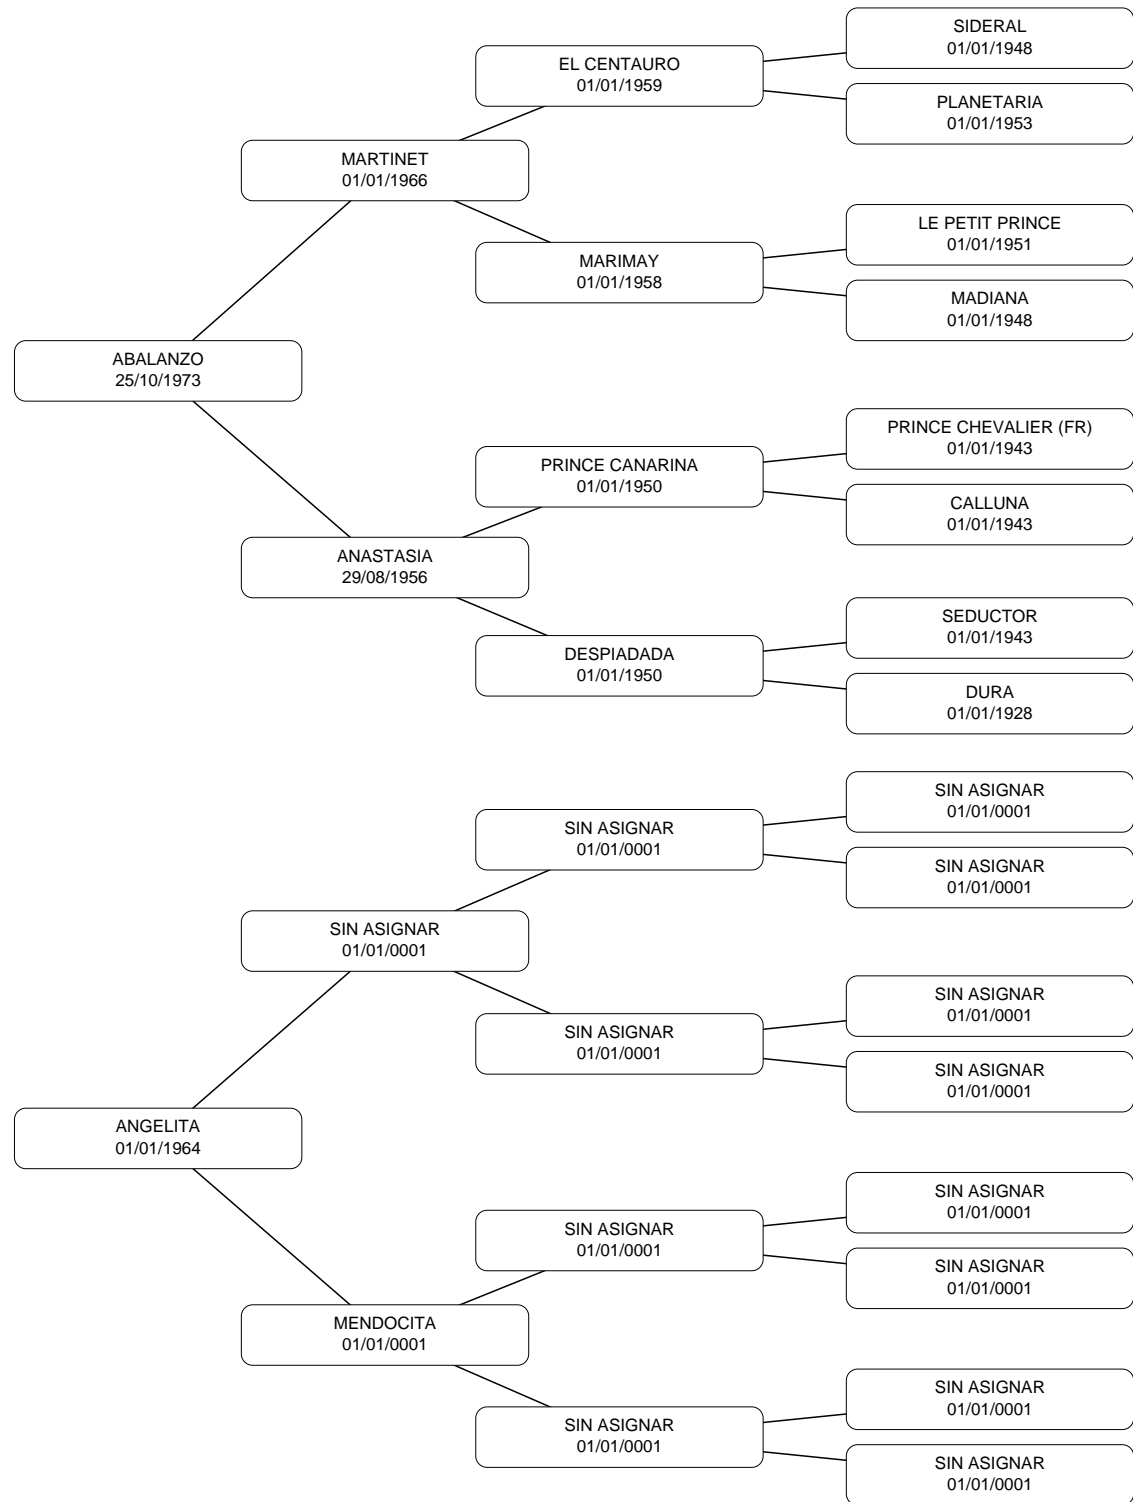 SIDERAL
01/01/1948
EL CENTAURO
01/01/1959
PLANETARIA
01/01/1953
MARTINET
01/01/1966
LE PETIT PRINCE
01/01/1951
MARIMAY
01/01/1958
MADIANA
01/01/1948
ABALANZO
25/10/1973
PRINCE CHEVALIER (FR)
01/01/1943
PRINCE CANARINA
01/01/1950
CALLUNA
01/01/1943
ANASTASIA
29/08/1956
SEDUCTOR
01/01/1943
DESPIADADA
01/01/1950
DURA
01/01/1928
SIN ASIGNAR
01/01/0001
SIN ASIGNAR
01/01/0001
SIN ASIGNAR
01/01/0001
SIN ASIGNAR
01/01/0001
SIN ASIGNAR
01/01/0001
SIN ASIGNAR
01/01/0001
SIN ASIGNAR
01/01/0001
ANGELITA
01/01/1964
SIN ASIGNAR
01/01/0001
SIN ASIGNAR
01/01/0001
SIN ASIGNAR
01/01/0001
MENDOCITA
01/01/0001
SIN ASIGNAR
01/01/0001
SIN ASIGNAR
01/01/0001
SIN ASIGNAR
01/01/0001